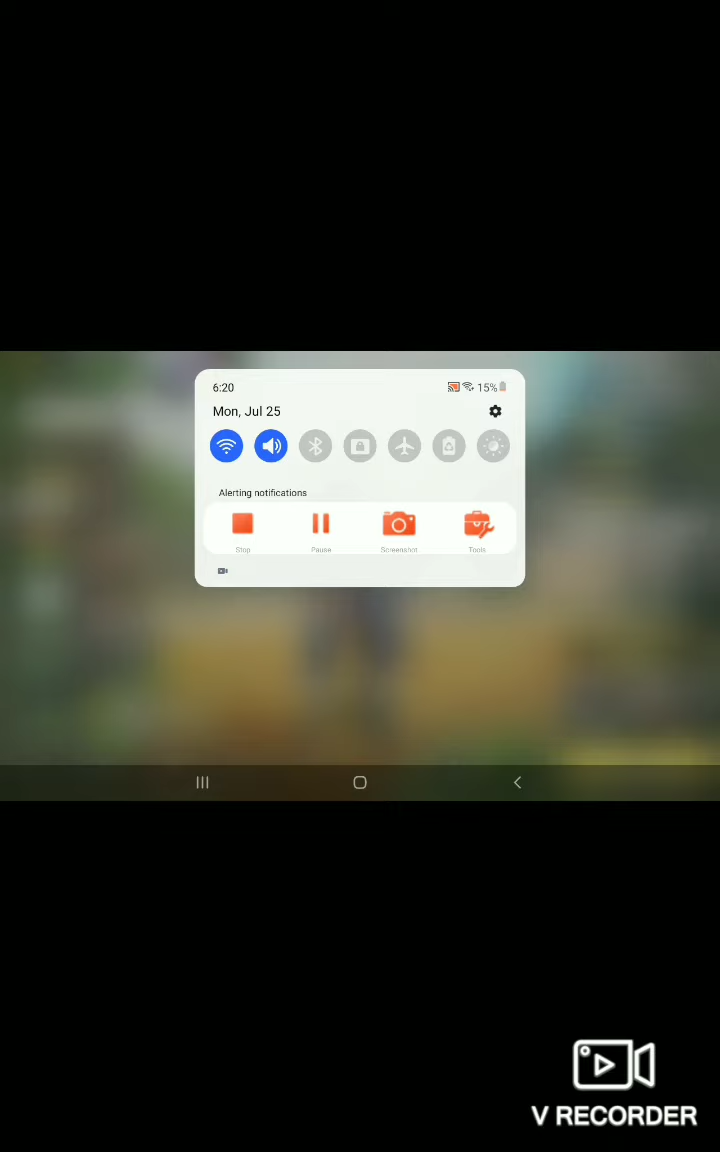 6:20 15%
Mon, Jul 25
Alerting notifications
Stop Pause Screenshot Tools
V RECORDER